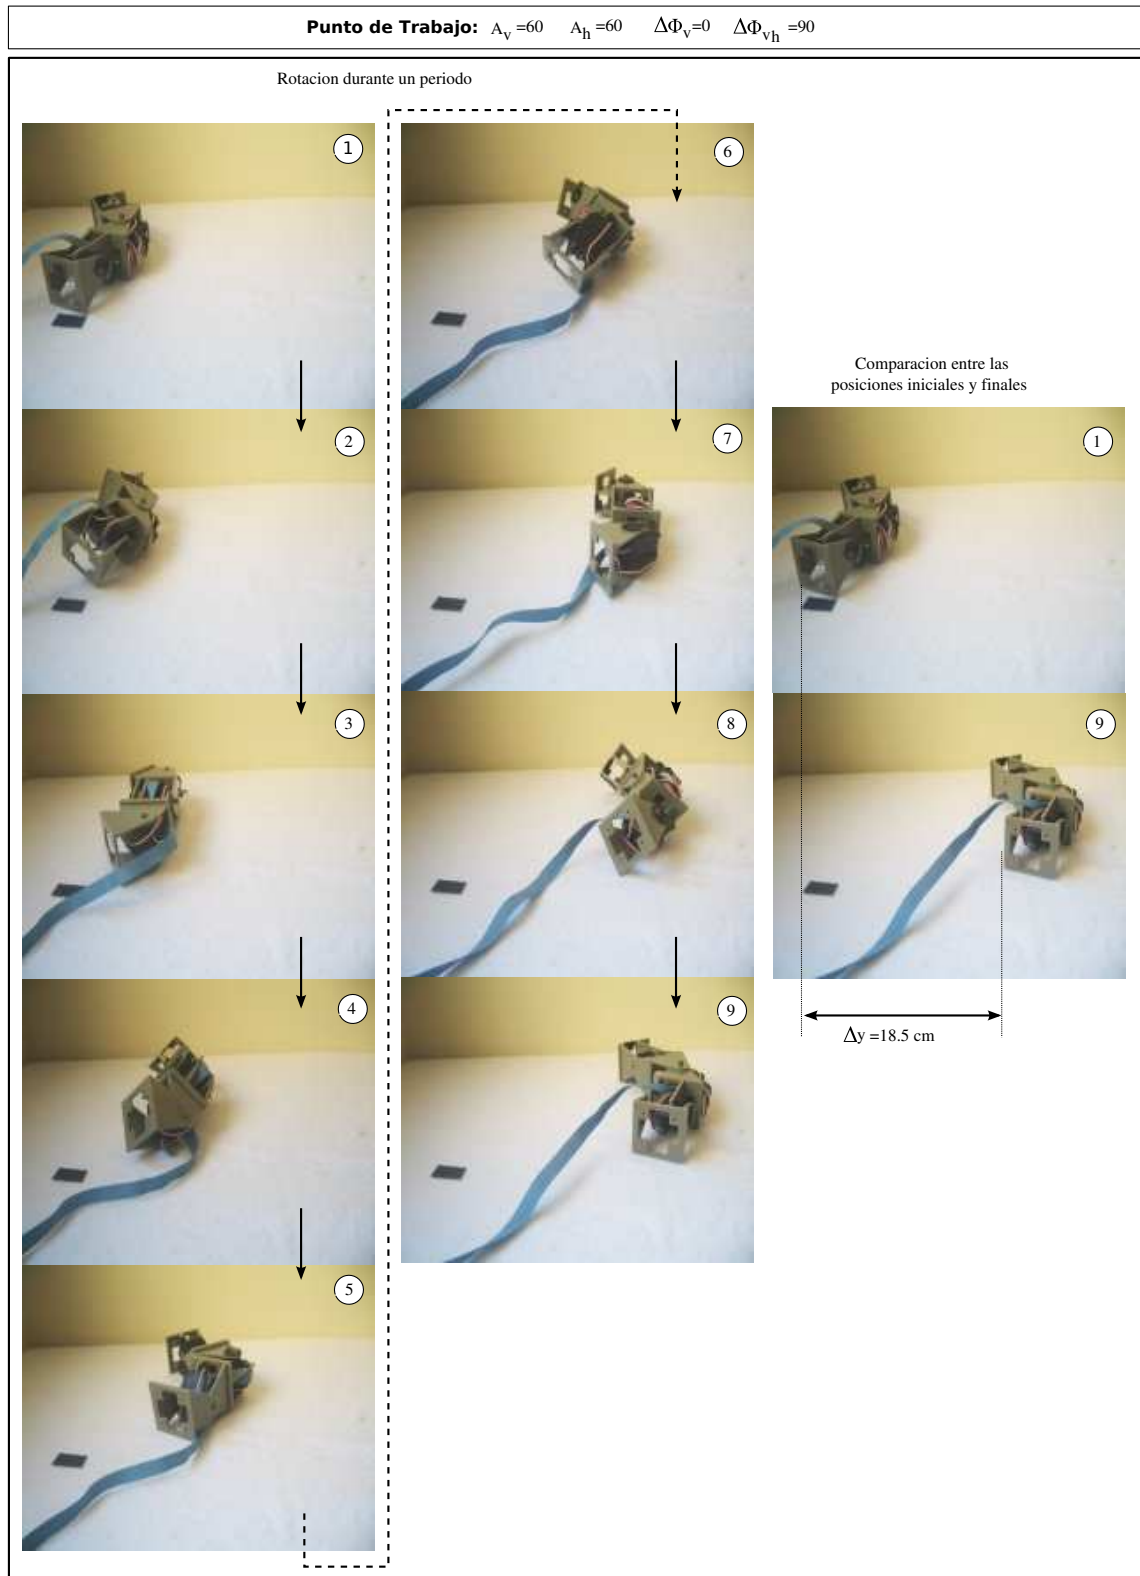 Punto de Trabajo: Av =60 Ah =60 ΔΦv=0 ΔΦvh =90
Rotacion durante un periodo
1
2
3
4
5
6
7
8
9
Comparacion entre las
posiciones iniciales y finales
1
9
Δy =18.5 cm